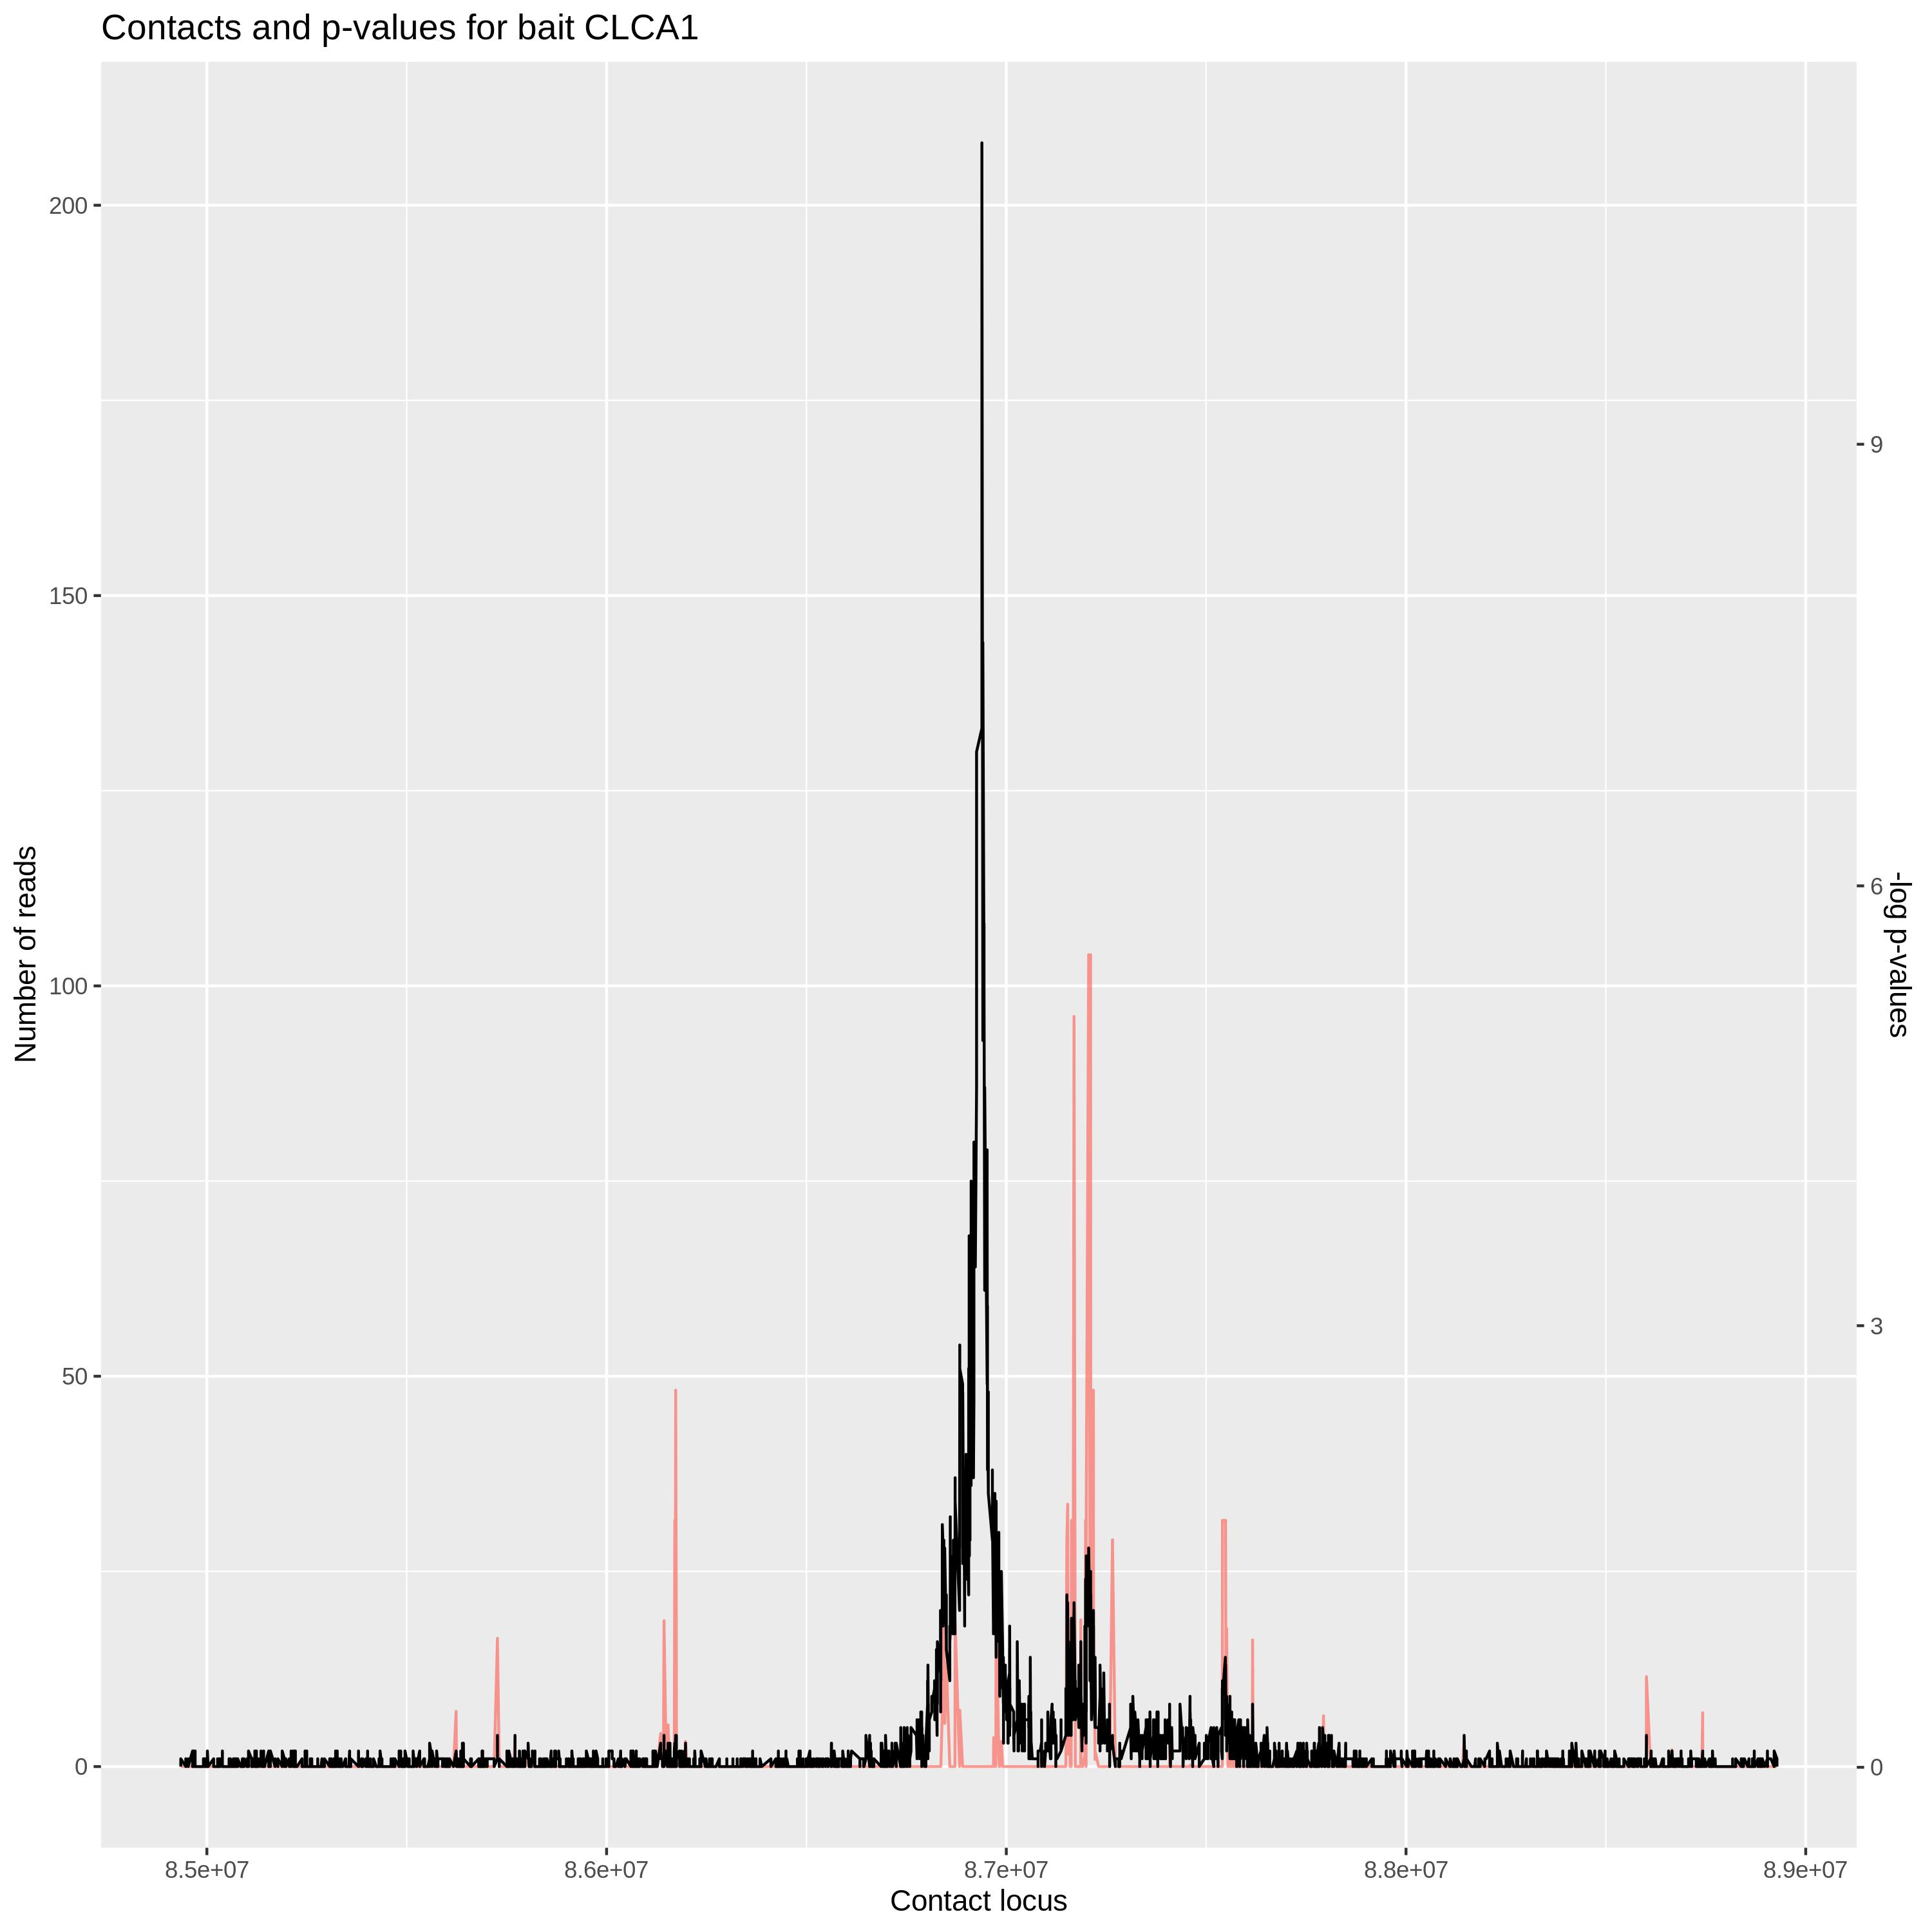 Contacts and p-values for bait CLCA1
Number of reads
200
150
100
50
0
9
6
3
0
-log p-values
8.5e+07
8.6e+07
8.7e+07
8.8e+07
8.9e+07
Contact locus